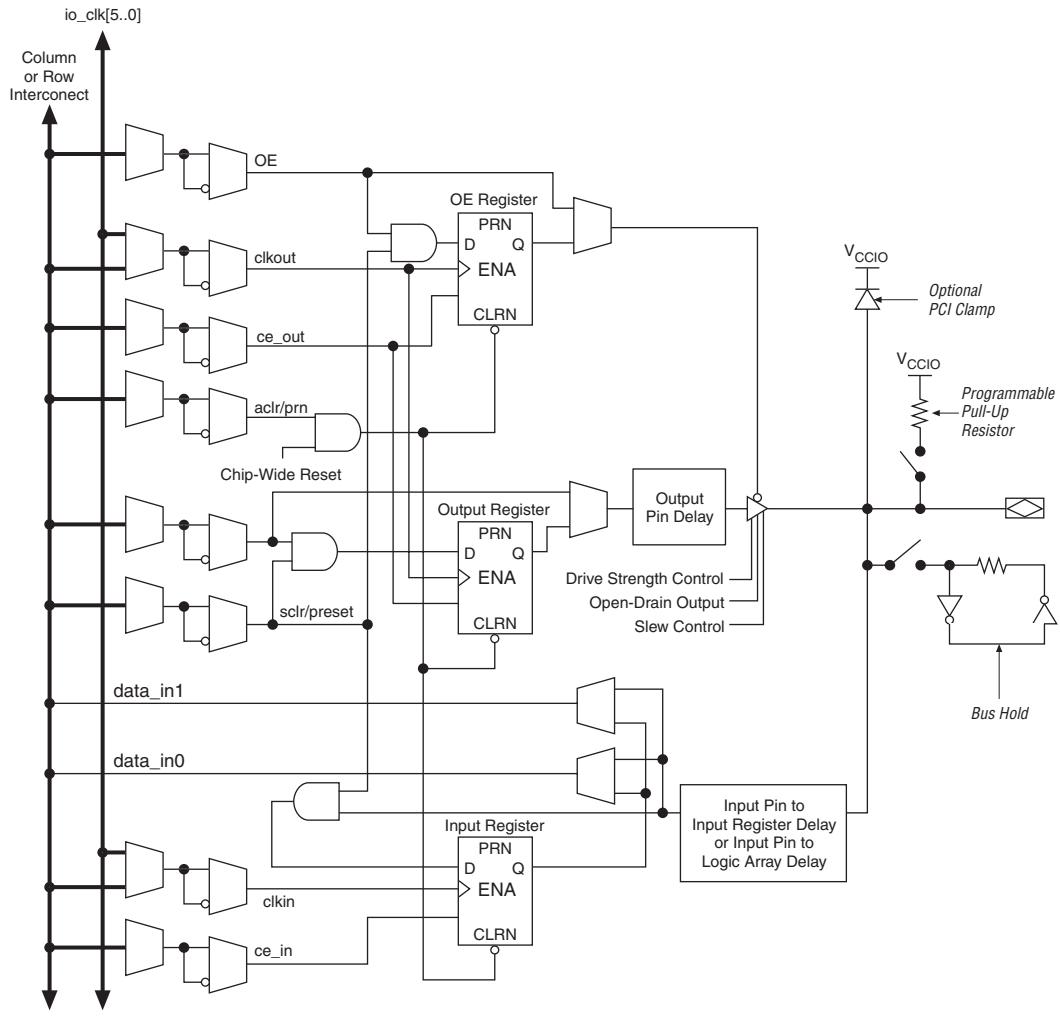 io_clk[5..0]
Column
or Row
Interconect
OE
OE Register
PRN
D
Q
clkout
ENA
CLRN
ce_out
aclr/prn
Chip-Wide Reset
VCCIO
Optional
PCI Clamp
VCCIO
Programmable
Pull-Up
Resistor
Output Register
PRN
D
Q
ENA
CLRN
Output
Pin Delay
Drive Strength Control
Open-Drain Output
Slew Control
sclr/preset
Bus Hold
data_in1
data_in0
Input Register
PRN
D
Q
ENA
CLRN
Input Pin to
Input Register Delay
or Input Pin to
Logic Array Delay
clkin
ce_in